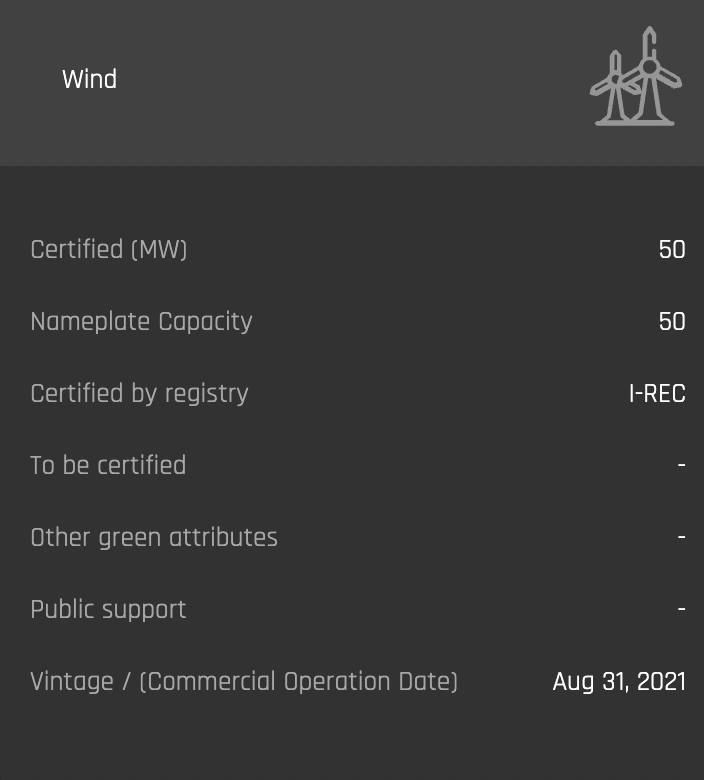 Wind
Certified (MW) 50
Nameplate Capacity 50
Certified by registry I-REC
To be certified -
Other green attributes -
Public support -
Vintage / (Commercial Operation Date) Aug 31, 2021